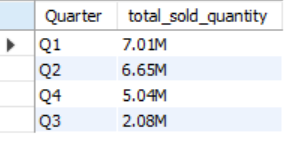 Quarter total_sold_quantity
Q1 7.01M
Q2 6.65M
Q4 5.04M
Q3 2.08M